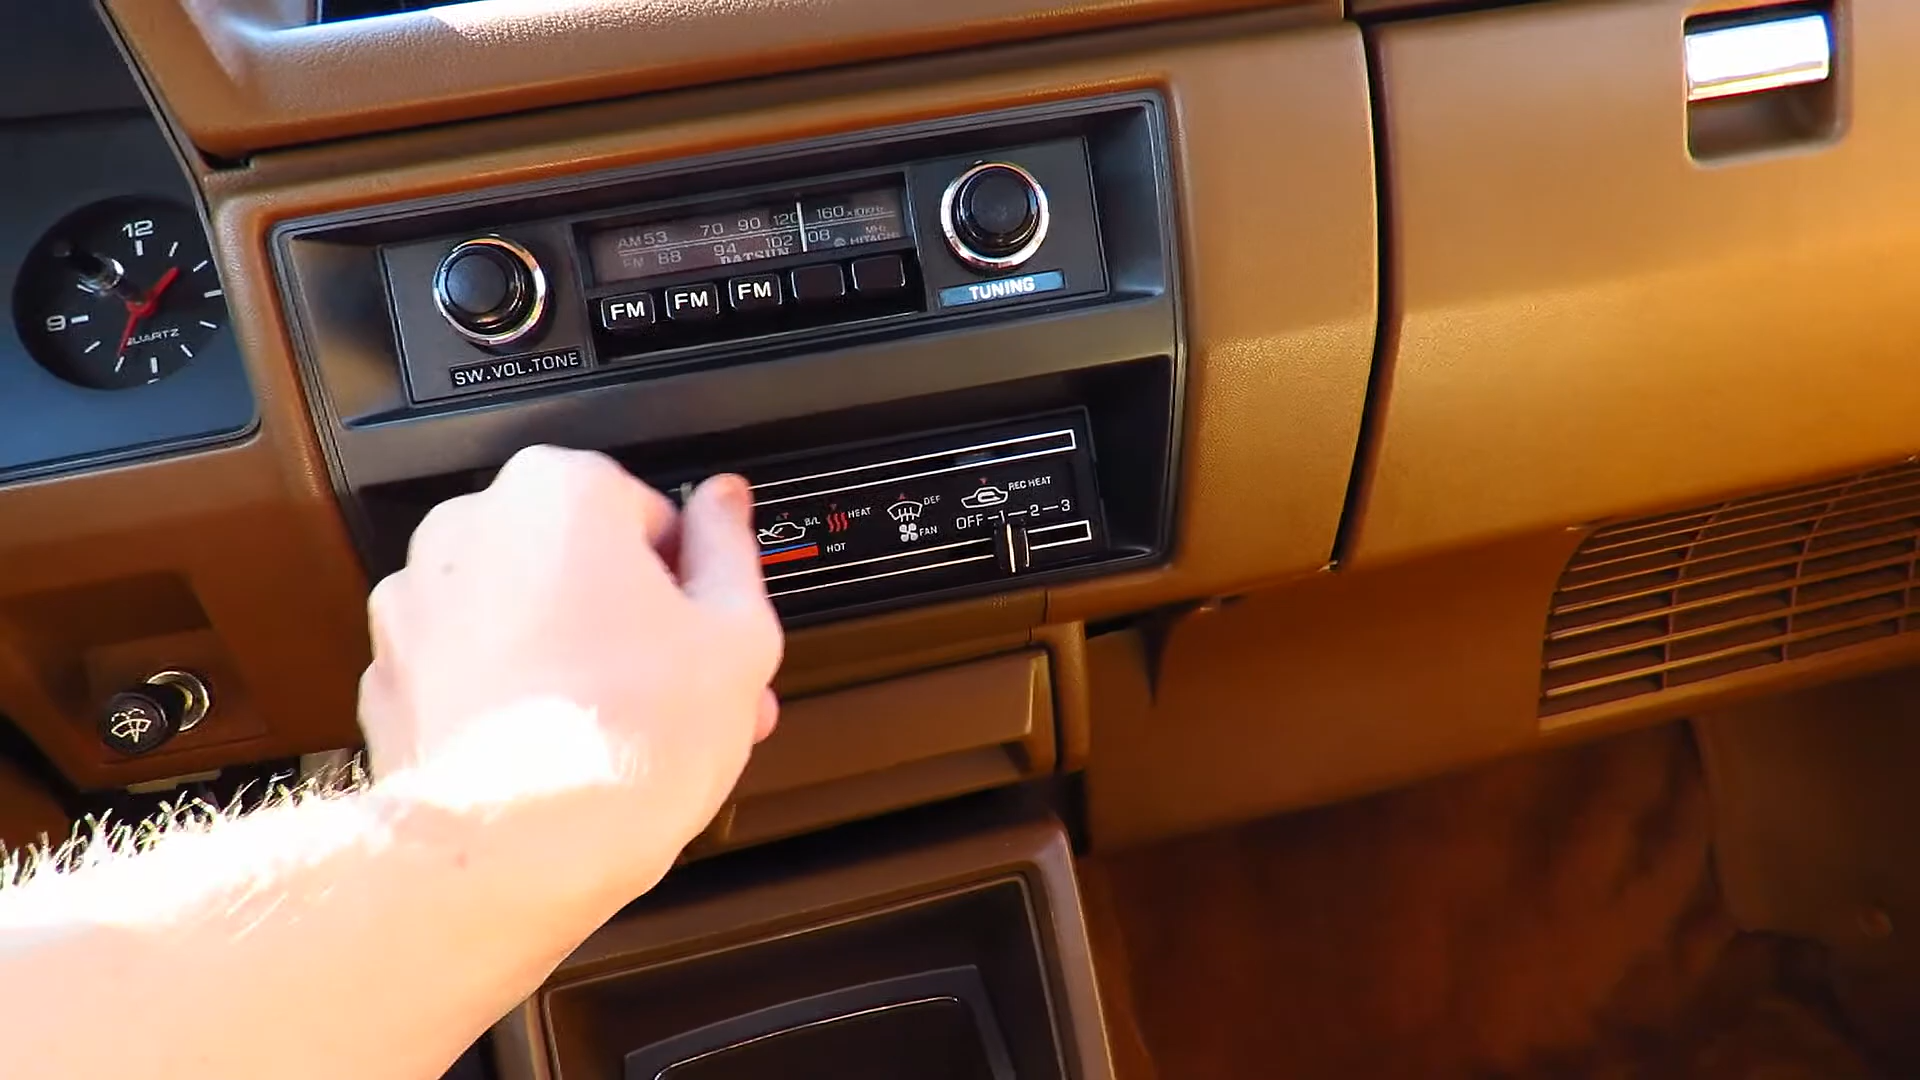 12
9
QUARTZ
AM 53 70 90 120 160 ×10KHz
FM 88 94 102 108 MHz
DATSUN HITACHI
FM FM FM
TUNING
SW.VOL.TONE
B/L HEAT DEF REC HEAT
HOT FAN OFF–1–2–3